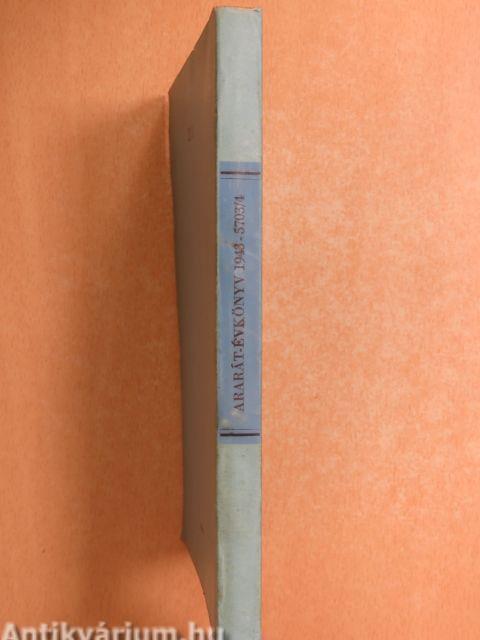 ARARÁT-ÉVKÖNYV 1943 - 5703/4
Antikvárium.hu